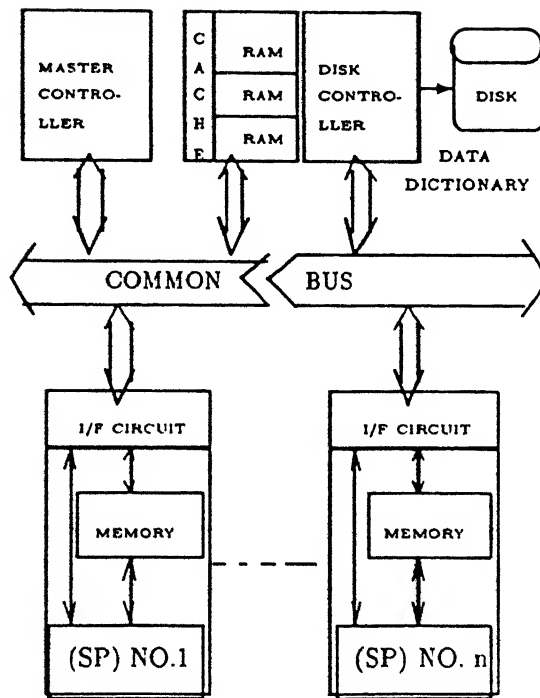 MASTER
CONTRO-
LLER
C
A
C
H
E
RAM
RAM
RAM
DISK
CONTRO-
LLER
DISK
DATA
DICTIONARY
COMMON BUS
I/F CIRCUIT
MEMORY
(SP) NO.1
I/F CIRCUIT
MEMORY
(SP) NO. n